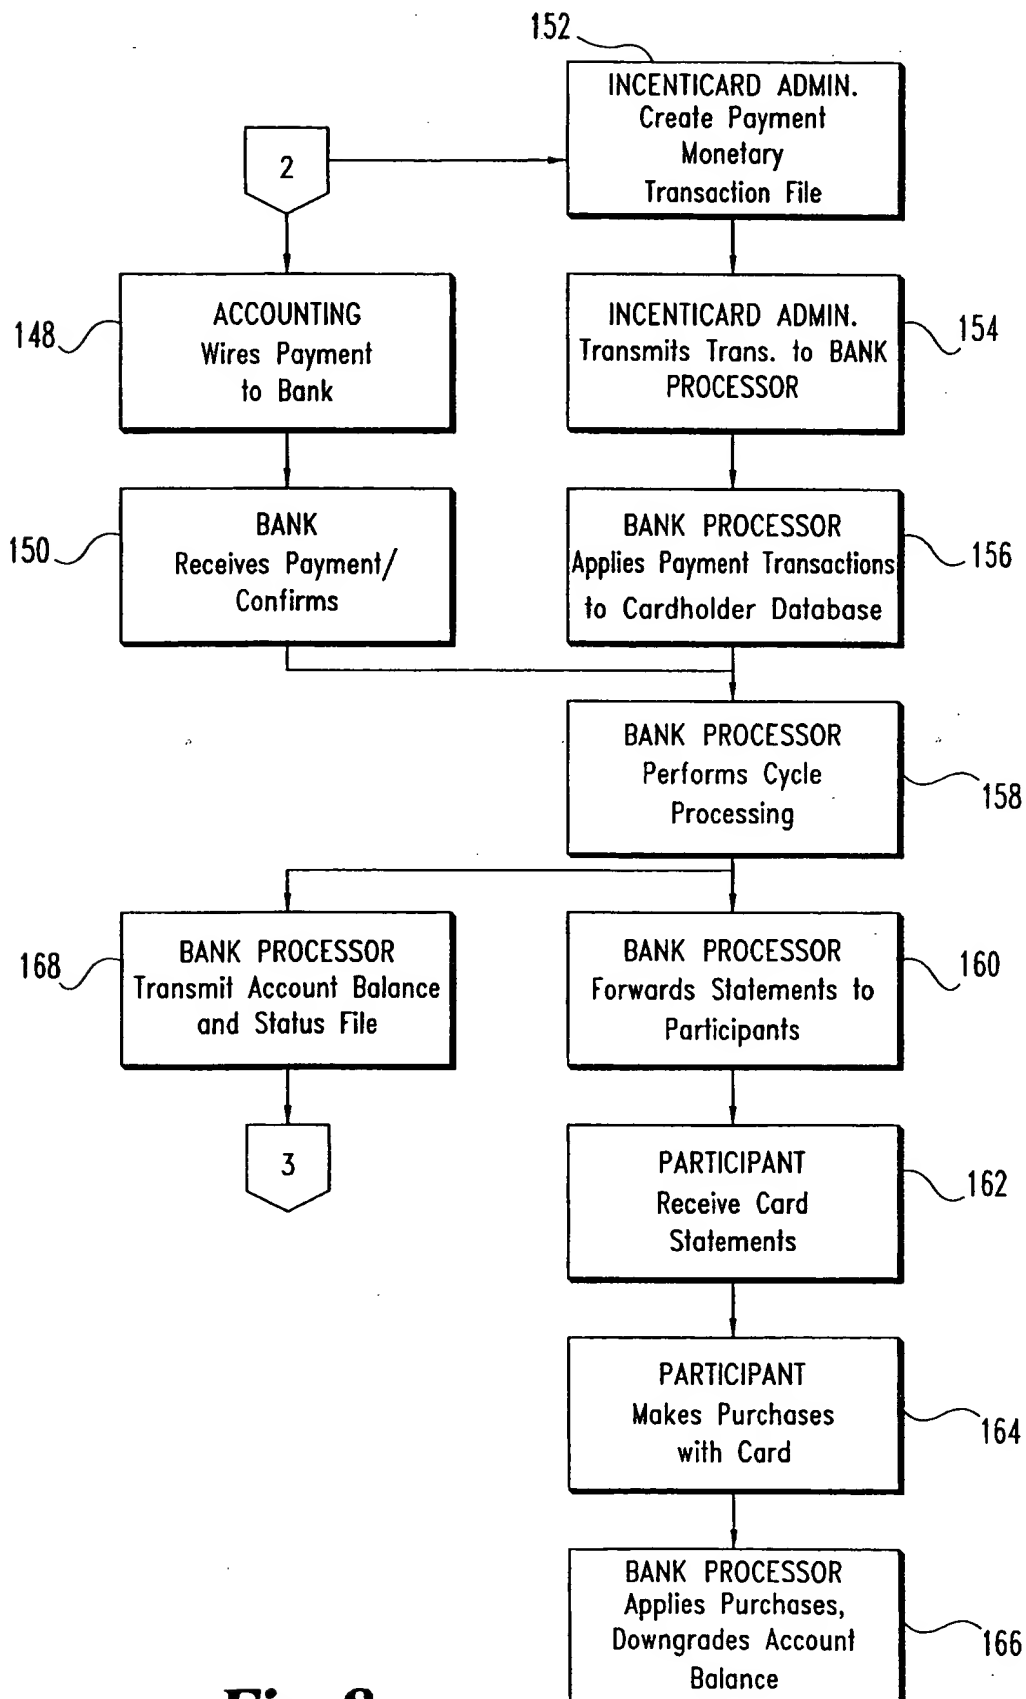 152
INCENTICARD ADMIN.
Create Payment
Monetary
Transaction File
2
148
ACCOUNTING
Wires Payment
to Bank
INCENTICARD ADMIN.
Transmits Trans. to BANK
PROCESSOR
154
150
BANK
Receives Payment/
Confirms
BANK PROCESSOR
Applies Payment Transactions
to Cardholder Database
156
BANK PROCESSOR
Performs Cycle
Processing
158
168
BANK PROCESSOR
Transmit Account Balance
and Status File
BANK PROCESSOR
Forwards Statements to
Participants
160
3
PARTICIPANT
Receive Card
Statements
162
PARTICIPANT
Makes Purchases
with Card
164
BANK PROCESSOR
Applies Purchases,
Downgrades Account
Balance
166